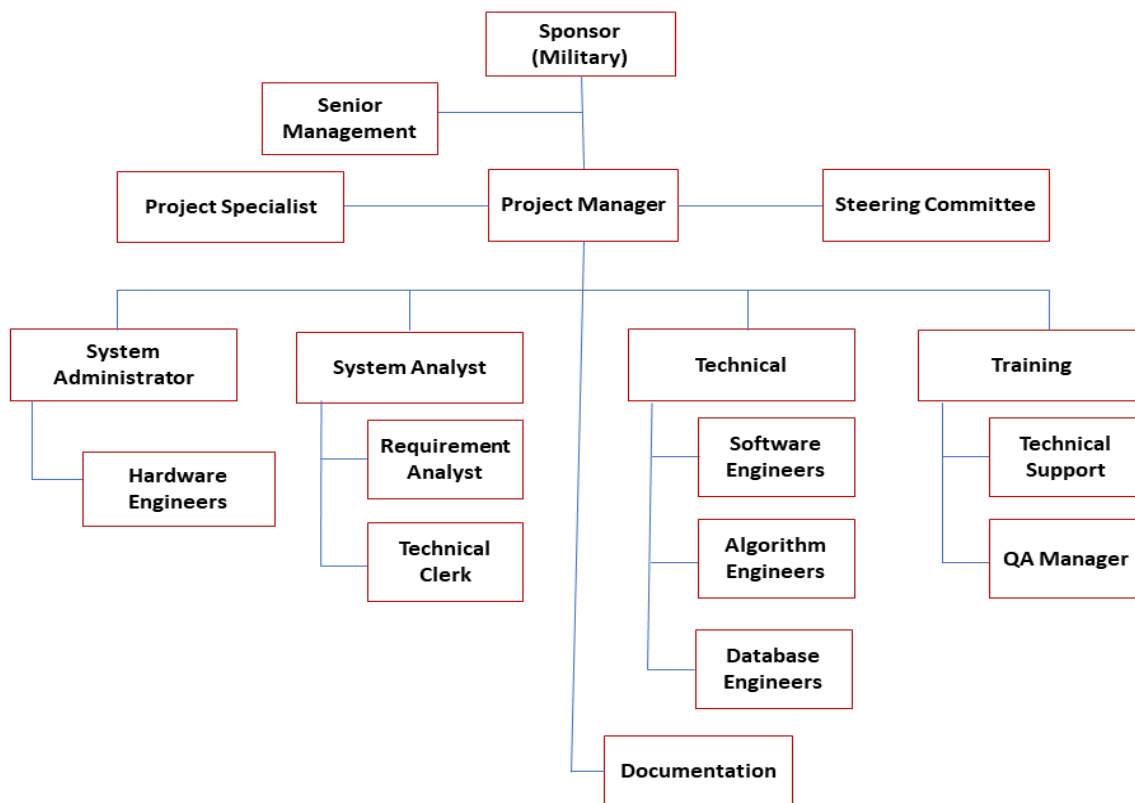 Sponsor
(Military)
Senior
Management
Project Specialist
Project Manager
Steering Committee
System
Administrator
System Analyst
Technical
Training
Hardware
Engineers
Requirement
Analyst
Technical
Clerk
Software
Engineers
Algorithm
Engineers
Database
Engineers
Technical
Support
QA Manager
Documentation